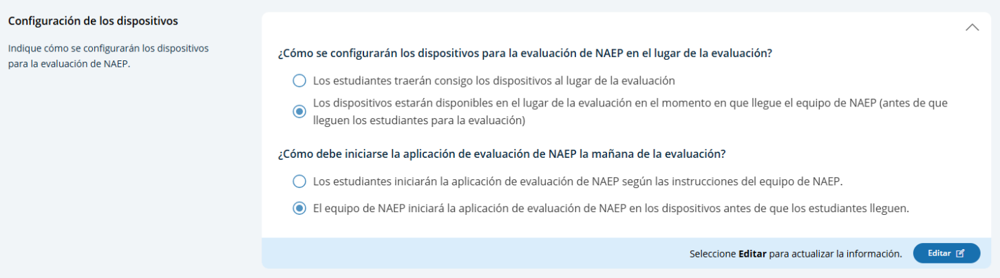 Configuración de los dispositivos
Indique cómo se configurarán los dispositivos
para la evaluación de NAEP.
¿Cómo se configurarán los dispositivos para la evaluación de NAEP en el lugar de la evaluación?
Los estudiantes traerán consigo los dispositivos al lugar de la evaluación
Los dispositivos estarán disponibles en el lugar de la evaluación en el momento en que llegue el equipo de NAEP (antes de que
lleguen los estudiantes para la evaluación)
¿Cómo debe iniciarse la aplicación de evaluación de NAEP la mañana de la evaluación?
Los estudiantes iniciarán la aplicación de evaluación de NAEP según las instrucciones del equipo de NAEP.
El equipo de NAEP iniciará la aplicación de evaluación de NAEP en los dispositivos antes de que los estudiantes lleguen.
Seleccione Editar para actualizar la información.
Editar